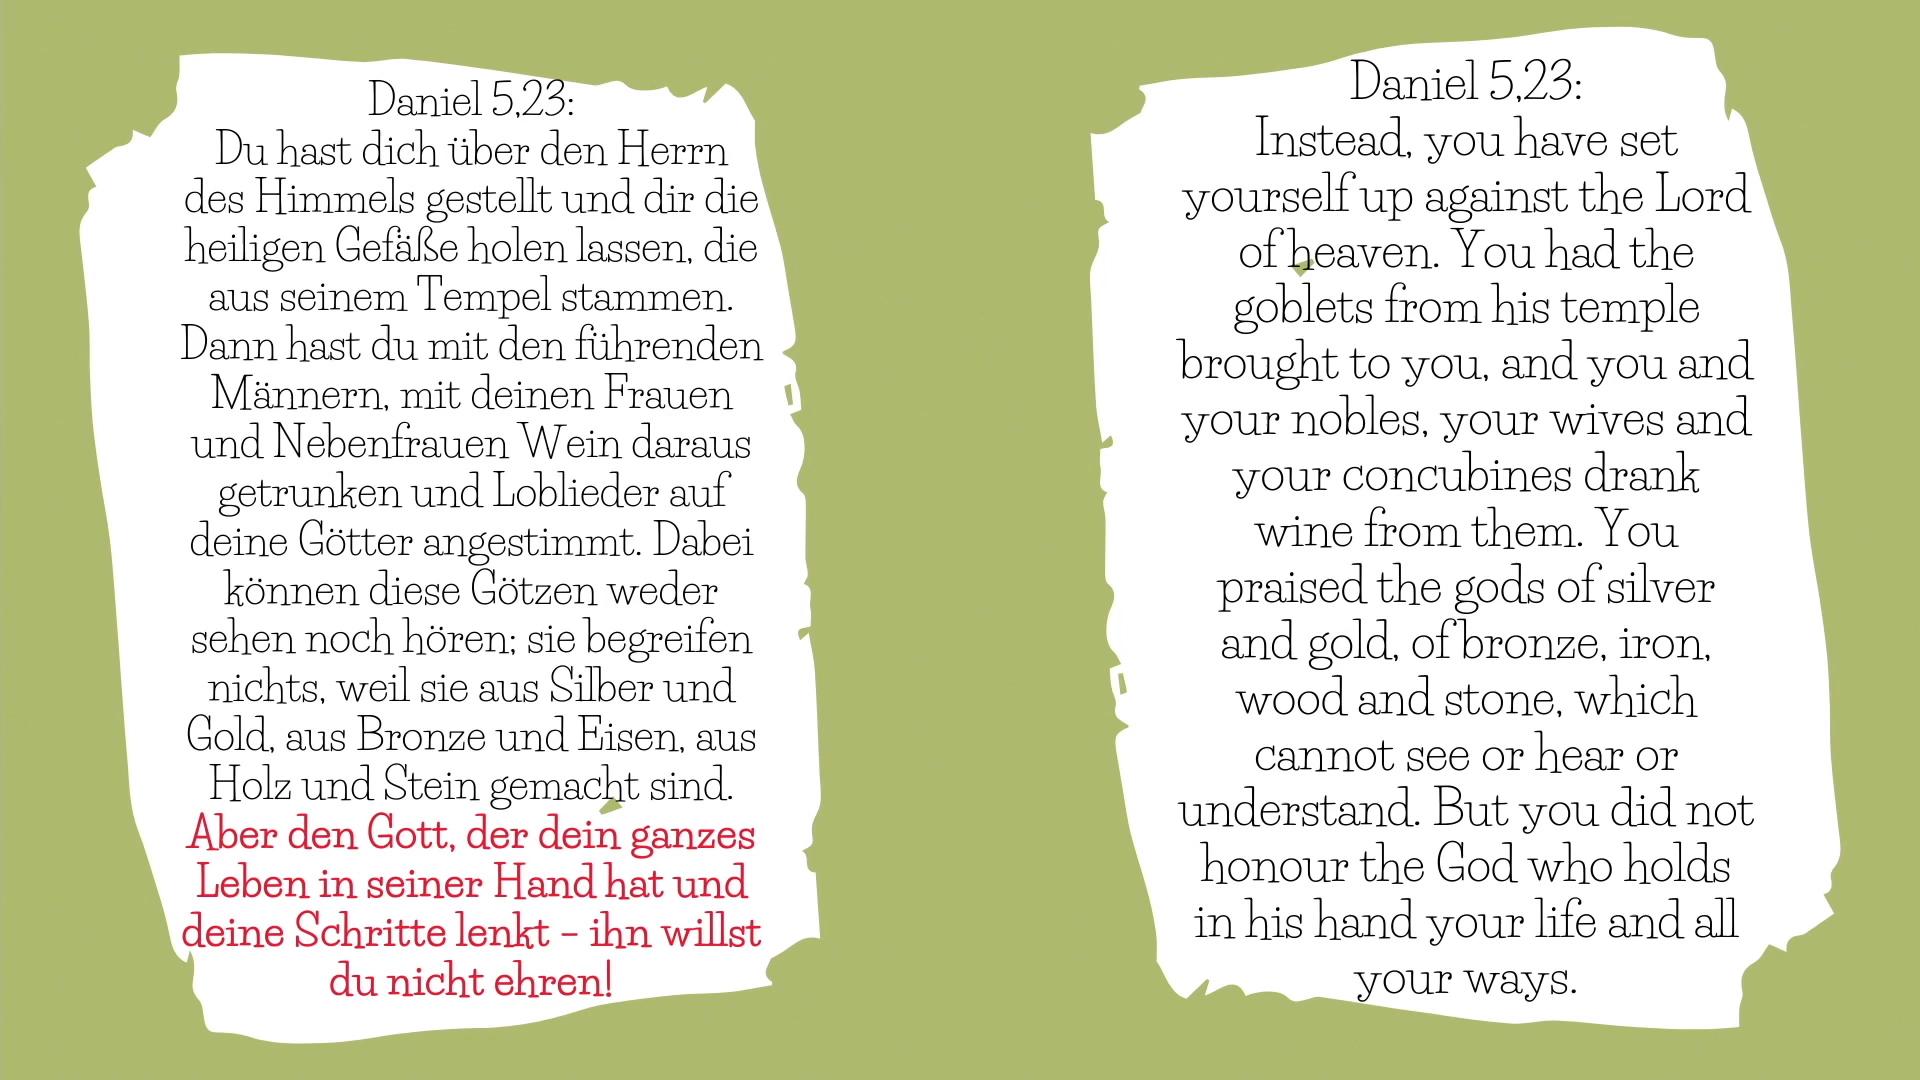 Daniel 5,23:
Du hast dich über den Herrn
des Himmels gestellt und dir die
heiligen Gefäße holen lassen, die
aus seinem Tempel stammen.
Dann hast du mit den führenden
Männern, mit deinen Frauen
und Nebenfrauen Wein daraus
getrunken und Loblieder auf
deine Götter angestimmt. Dabei
können diese Götzen weder
sehen noch hören; sie begreifen
nichts, weil sie aus Silber und
Gold, aus Bronze und Eisen, aus
Holz und Stein gemacht sind.
Aber den Gott, der dein ganzes
Leben in seiner Hand hat und
deine Schritte lenkt - ihn willst
du nicht ehren!
Daniel 5,23:
Instead, you have set
yourself up against the Lord
of heaven. You had the
goblets from his temple
brought to you, and you and
your nobles, your wives and
your concubines drank
wine from them. You
praised the gods of silver
and gold, of bronze, iron,
wood and stone, which
cannot see or hear or
understand. But you did not
honour the God who holds
in his hand your life and all
your ways.